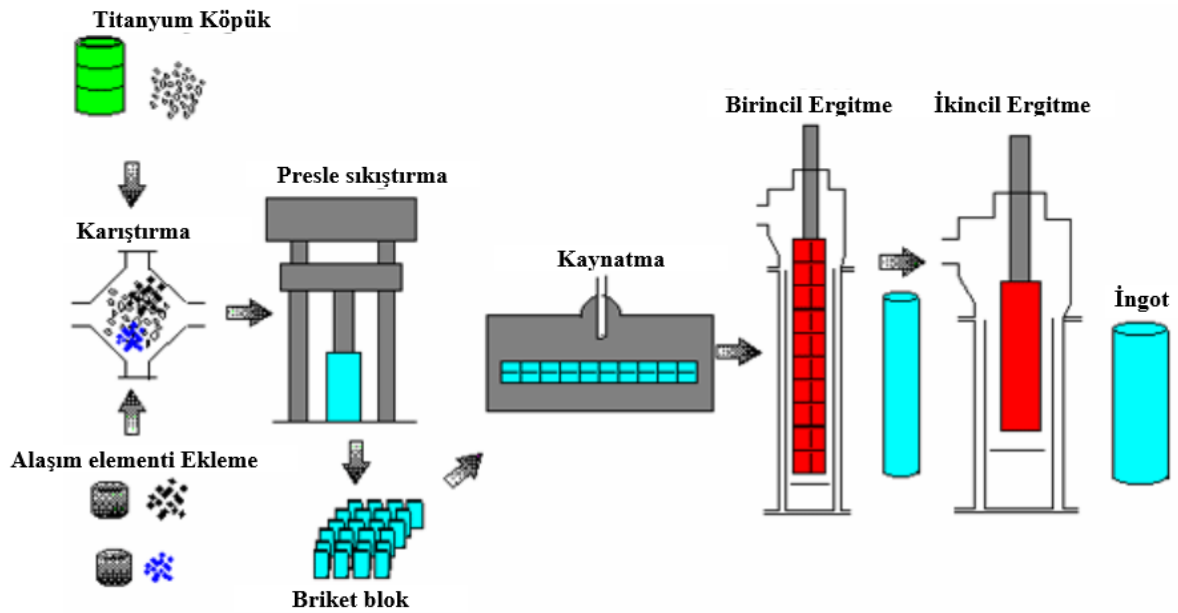 Titanyum Köpük
Karıştırma
Alaşım elementi Ekleme
Presle sıkıştırma
Briket blok
Kaynatma
Birincil Ergitme
İkincil Ergitme
İngot